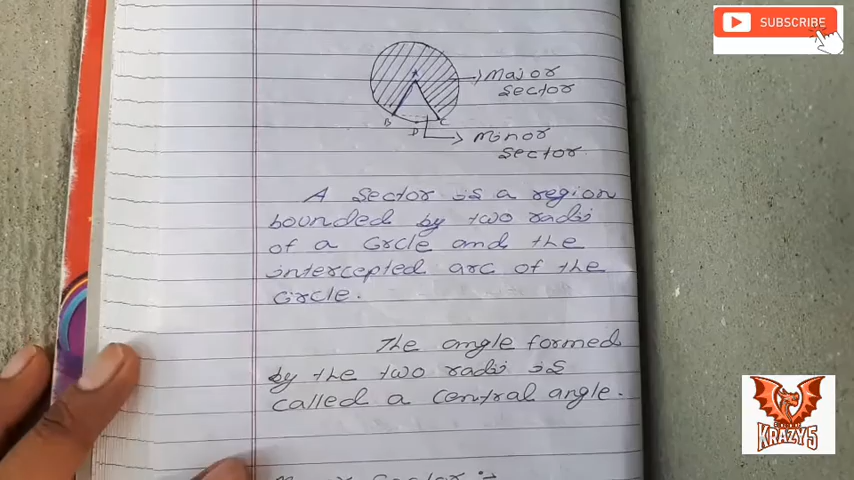 SUBSCRIBE
A
Major
Sector
B
D
C
Minor
Sector
A Sector is a region
bounded by two radii
of a Circle and the
intercepted arc of the
Circle.
The angle formed
by the two radii is
called a central angle.
Sector :-
KRAZY5